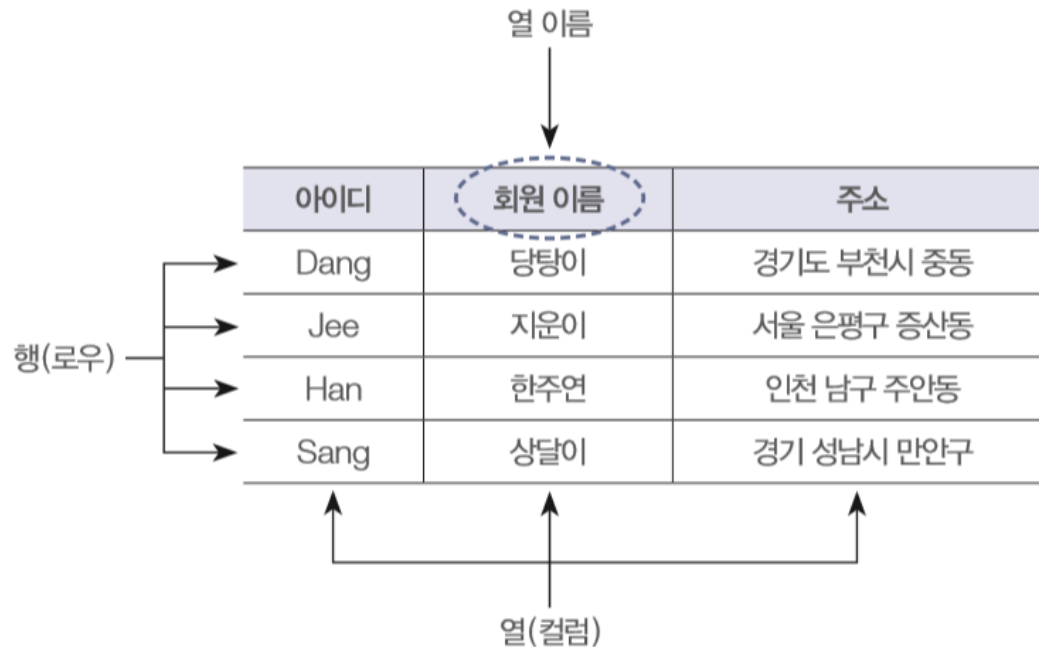 열 이름
아이디 회원 이름 주소
Dang 당탕이 경기도 부천시 중동
Jee 지운이 서울 은평구 증산동
행(로우)
Han 한주연 인천 남구 주안동
Sang 상달이 경기 성남시 만안구
열(컬럼)